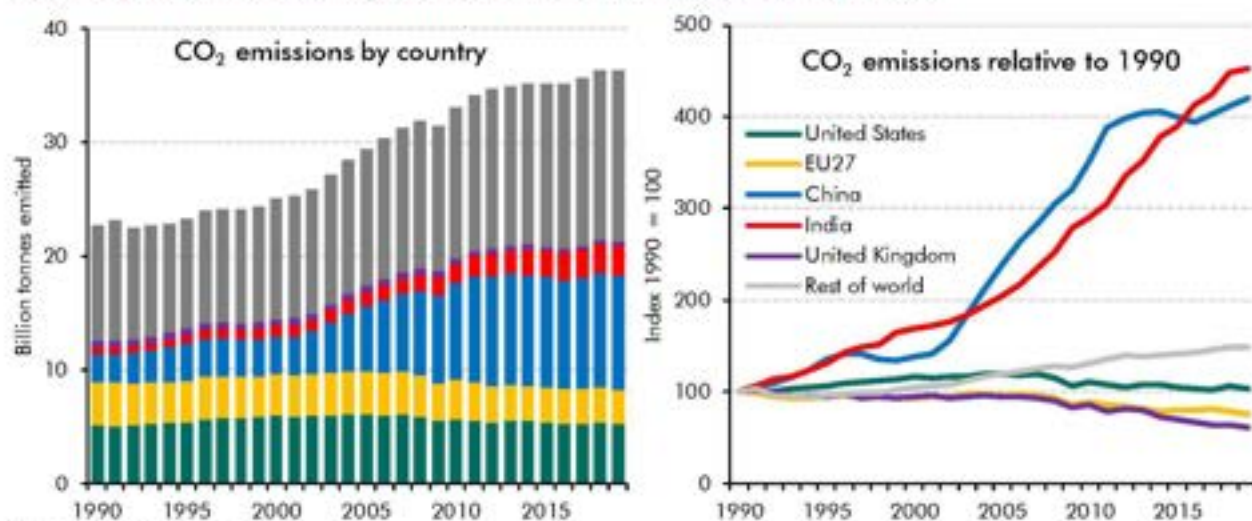 CO₂ emissions by country
Billion tonnes emitted
40
30
20
10
0
1990 1995 2000 2005 2010 2015
CO₂ emissions relative to 1990
Index 1990 = 100
500
400
300
200
100
0
United States
EU27
China
India
United Kingdom
Rest of world
1990 1995 2000 2005 2010 2015